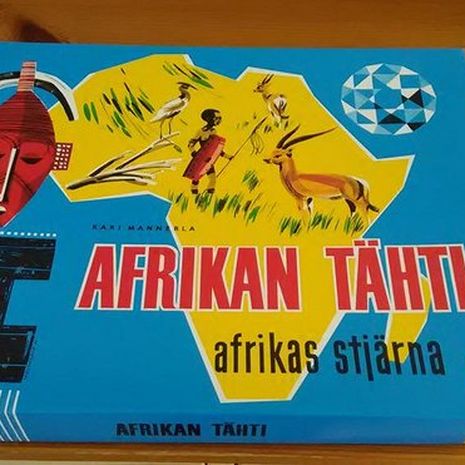 KARI MANNERLA
AFRIKAN TÄHTI
afrikas stjärna
AFRIKAN TÄHTI